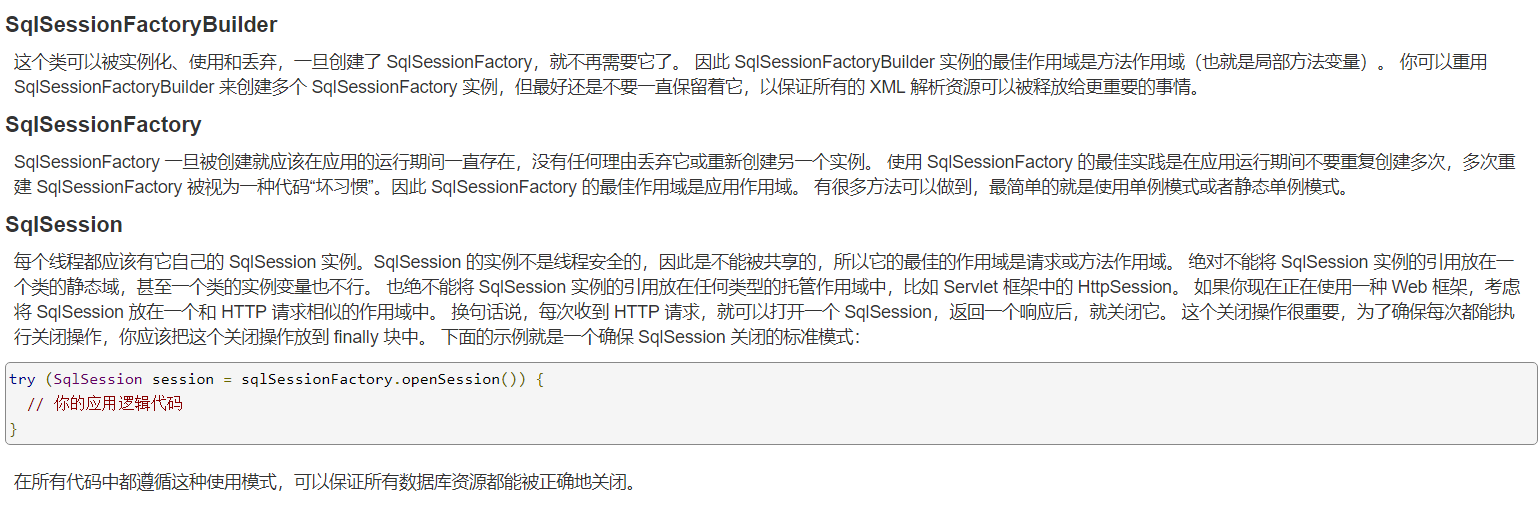 SqlSessionFactoryBuilder
这个类可以被实例化、使用和丢弃，一旦创建了 SqlSessionFactory，就不再需要它了。 因此 SqlSessionFactoryBuilder 实例的最佳作用域是方法作用域（也就是局部方法变量）。 你可以重用
SqlSessionFactoryBuilder 来创建多个 SqlSessionFactory 实例，但最好还是不要一直保留着它，以保证所有的 XML 解析资源可以被释放给更重要的事情。
SqlSessionFactory
SqlSessionFactory 一旦被创建就应该在应用的运行期间一直存在，没有任何理由丢弃它或重新创建另一个实例。 使用 SqlSessionFactory 的最佳实践是在应用运行期间不要重复创建多次，多次重
建 SqlSessionFactory 被视为一种代码“坏习惯”。因此 SqlSessionFactory 的最佳作用域是应用作用域。 有很多方法可以做到，最简单的就是使用单例模式或者静态单例模式。
SqlSession
每个线程都应该有它自己的 SqlSession 实例。SqlSession 的实例不是线程安全的，因此是不能被共享的，所以它的最佳的作用域是请求或方法作用域。 绝对不能将 SqlSession 实例的引用放在一
个类的静态域，甚至一个类的实例变量也不行。 也绝不能将 SqlSession 实例的引用放在任何类型的托管作用域中，比如 Servlet 框架中的 HttpSession。 如果你现在正在使用一种 Web 框架，考虑
将 SqlSession 放在一个和 HTTP 请求相似的作用域中。 换句话说，每次收到 HTTP 请求，就可以打开一个 SqlSession，返回一个响应后，就关闭它。 这个关闭操作很重要，为了确保每次都能执
行关闭操作，你应该把这个关闭操作放到 finally 块中。 下面的示例就是一个确保 SqlSession 关闭的标准模式：
try (SqlSession session = sqlSessionFactory.openSession()) {
// 你的应用逻辑代码
}
在所有代码中都遵循这种使用模式，可以保证所有数据库资源都能被正确地关闭。